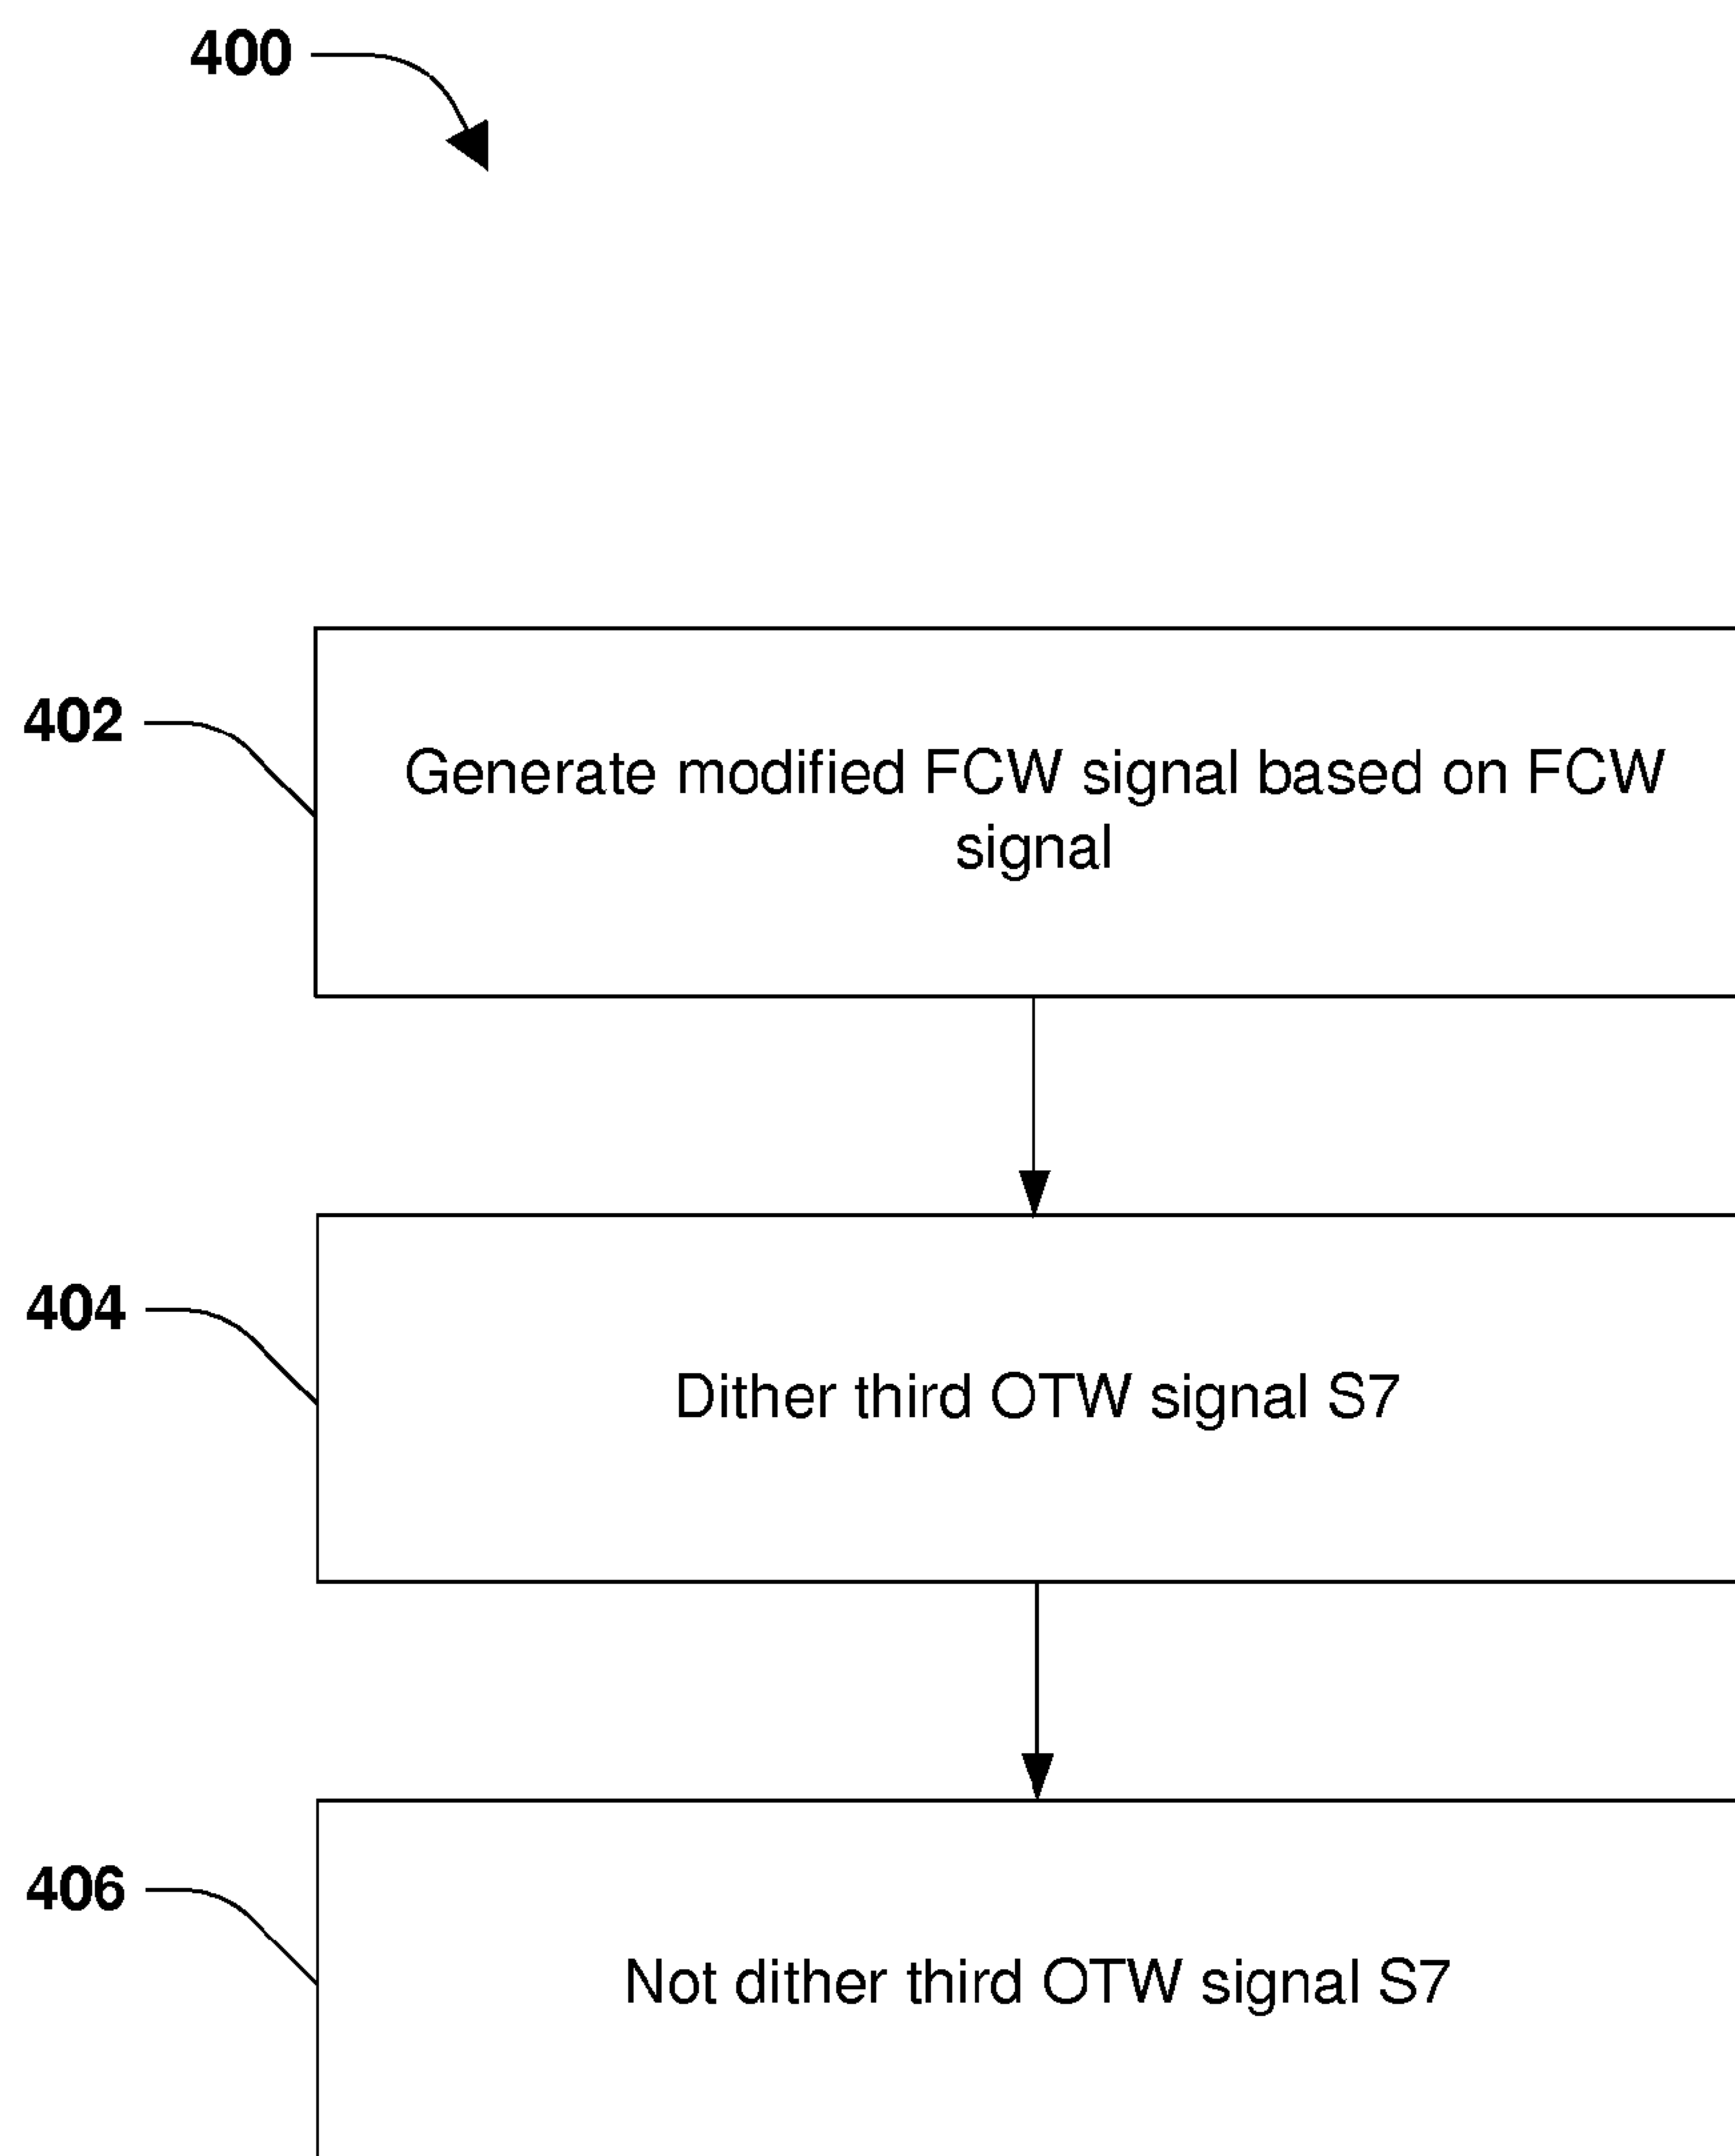 400
402
Generate modified FCW signal based on FCW
signal
404
Dither third OTW signal S7
406
Not dither third OTW signal S7